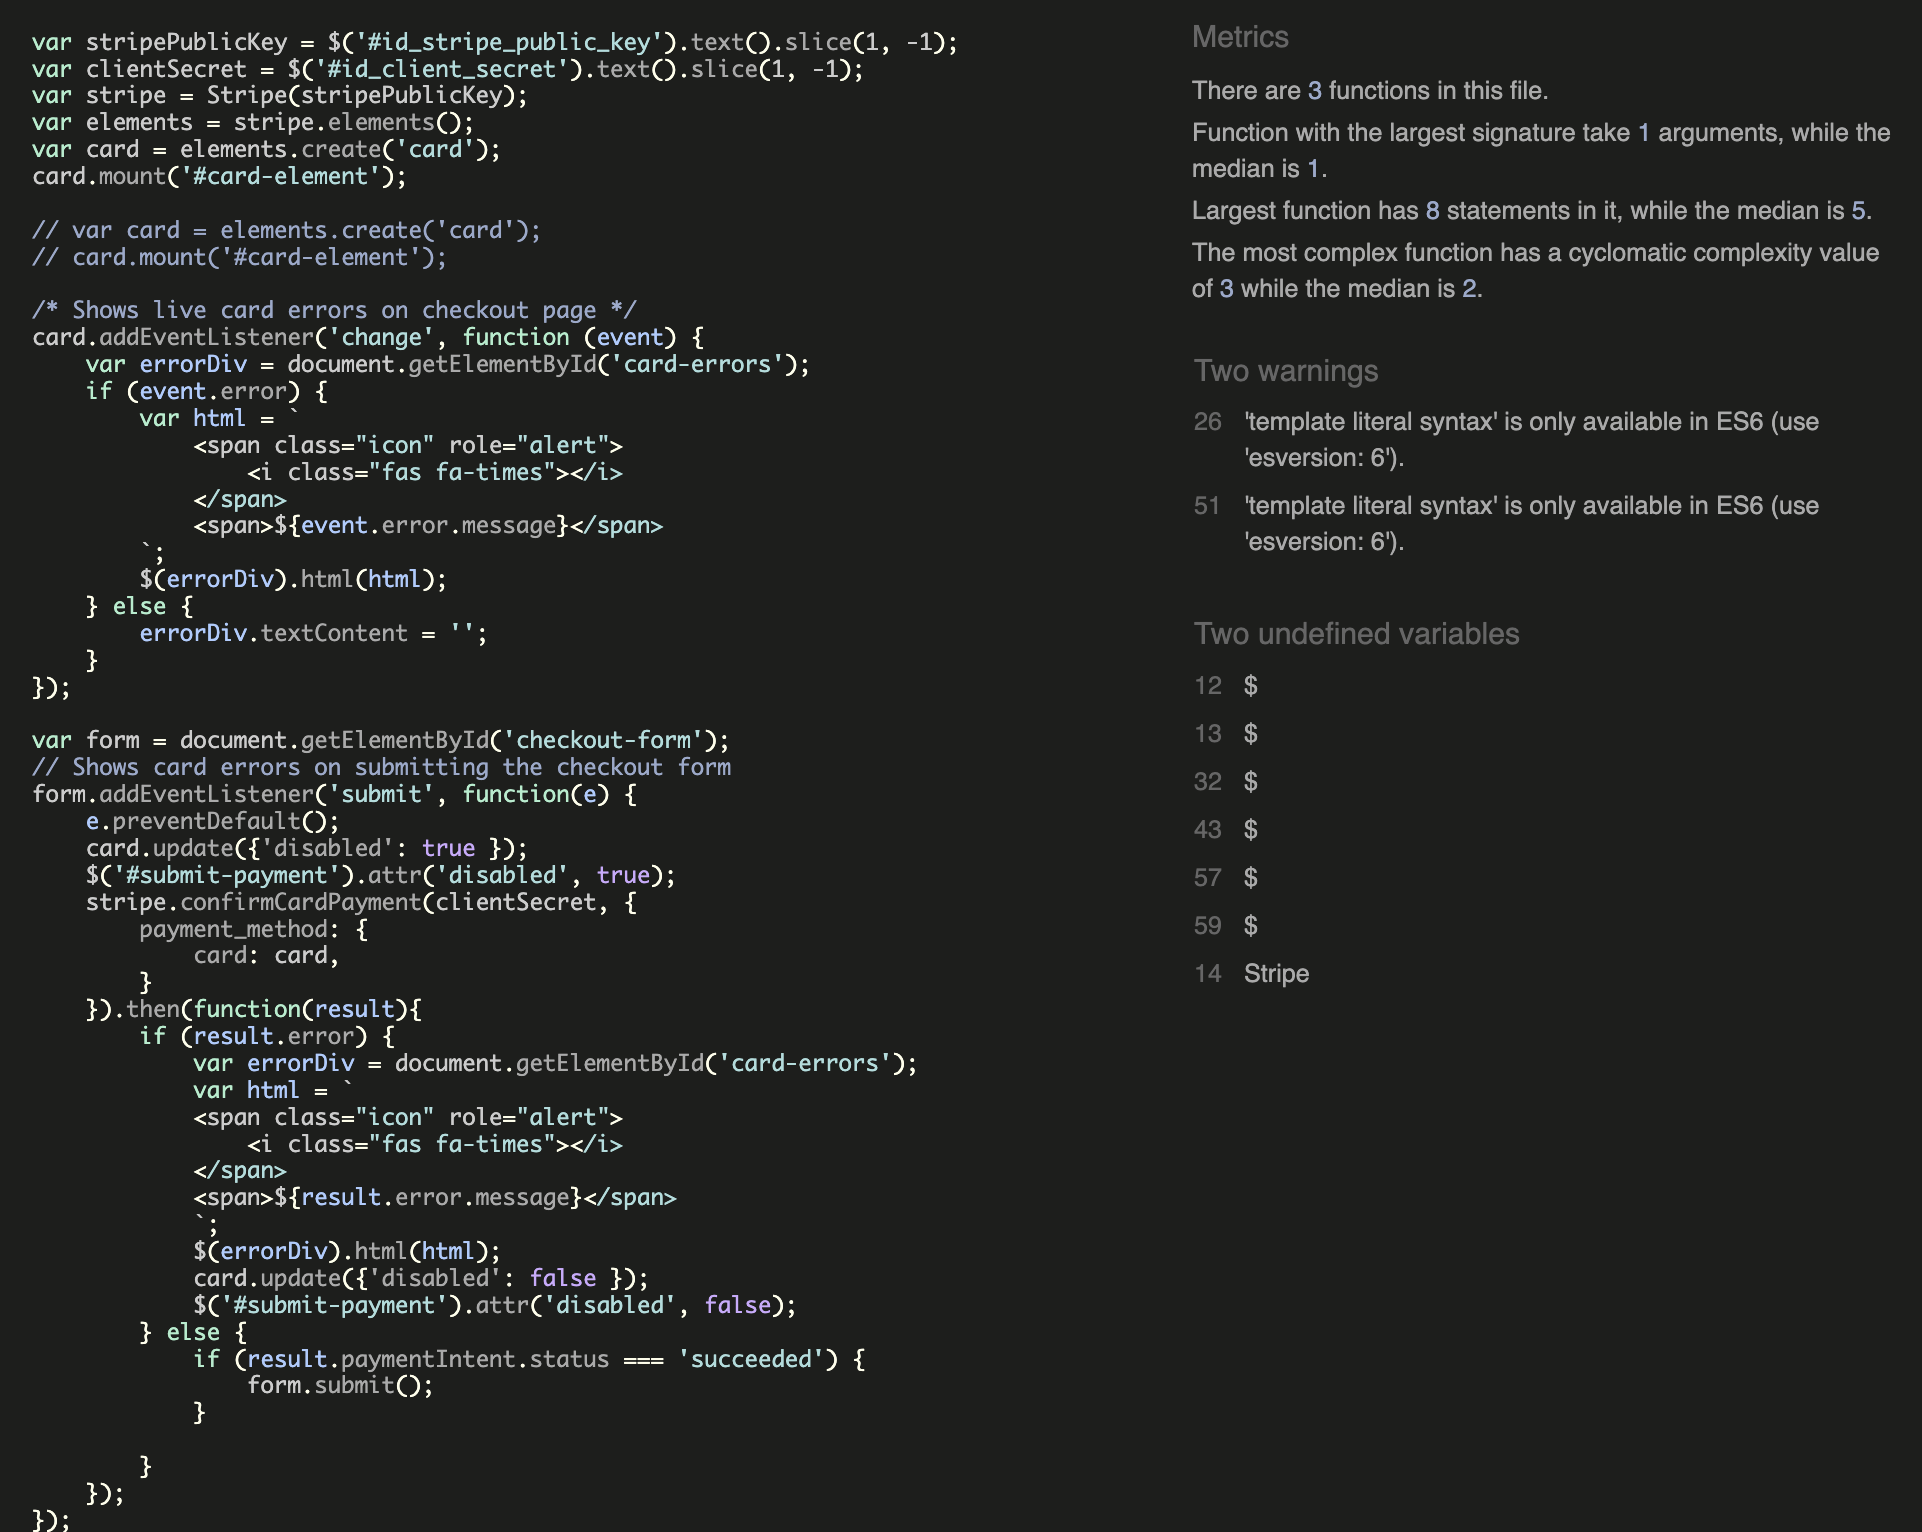 var stripePublicKey = $('#id_stripe_public_key').text().slice(1, -1);
var clientSecret = $('#id_client_secret').text().slice(1, -1);
var stripe = Stripe(stripePublicKey);
var elements = stripe.elements();
var card = elements.create('card');
card.mount('#card-element');

// var card = elements.create('card');
// card.mount('#card-element');

/* Shows live card errors on checkout page */
card.addEventListener('change', function (event) {
    var errorDiv = document.getElementById('card-errors');
    if (event.error) {
        var html = `
            <span class="icon" role="alert">
                <i class="fas fa-times"></i>
            </span>
            <span>${event.error.message}</span>
        `;
        $(errorDiv).html(html);
    } else {
        errorDiv.textContent = '';
    }
});

var form = document.getElementById('checkout-form');
// Shows card errors on submitting the checkout form
form.addEventListener('submit', function(e) {
    e.preventDefault();
    card.update({'disabled': true });
    $('#submit-payment').attr('disabled', true);
    stripe.confirmCardPayment(clientSecret, {
        payment_method: {
            card: card,
        }
    }).then(function(result){
        if (result.error) {
            var errorDiv = document.getElementById('card-errors');
            var html = `
            <span class="icon" role="alert">
                <i class="fas fa-times"></i>
            </span>
            <span>${result.error.message}</span>
            `;
            $(errorDiv).html(html);
            card.update({'disabled': false });
            $('#submit-payment').attr('disabled', false);
        } else {
            if (result.paymentIntent.status === 'succeeded') {
                form.submit();
            }

        }
    });
});
Metrics
There are 3 functions in this file.
Function with the largest signature take 1 arguments, while the
median is 1.
Largest function has 8 statements in it, while the median is 5.
The most complex function has a cyclomatic complexity value
of 3 while the median is 2.
Two warnings
26 'template literal syntax' is only available in ES6 (use
'esversion: 6').
51 'template literal syntax' is only available in ES6 (use
'esversion: 6').
Two undefined variables
12 $
13 $
32 $
43 $
57 $
59 $
14 Stripe